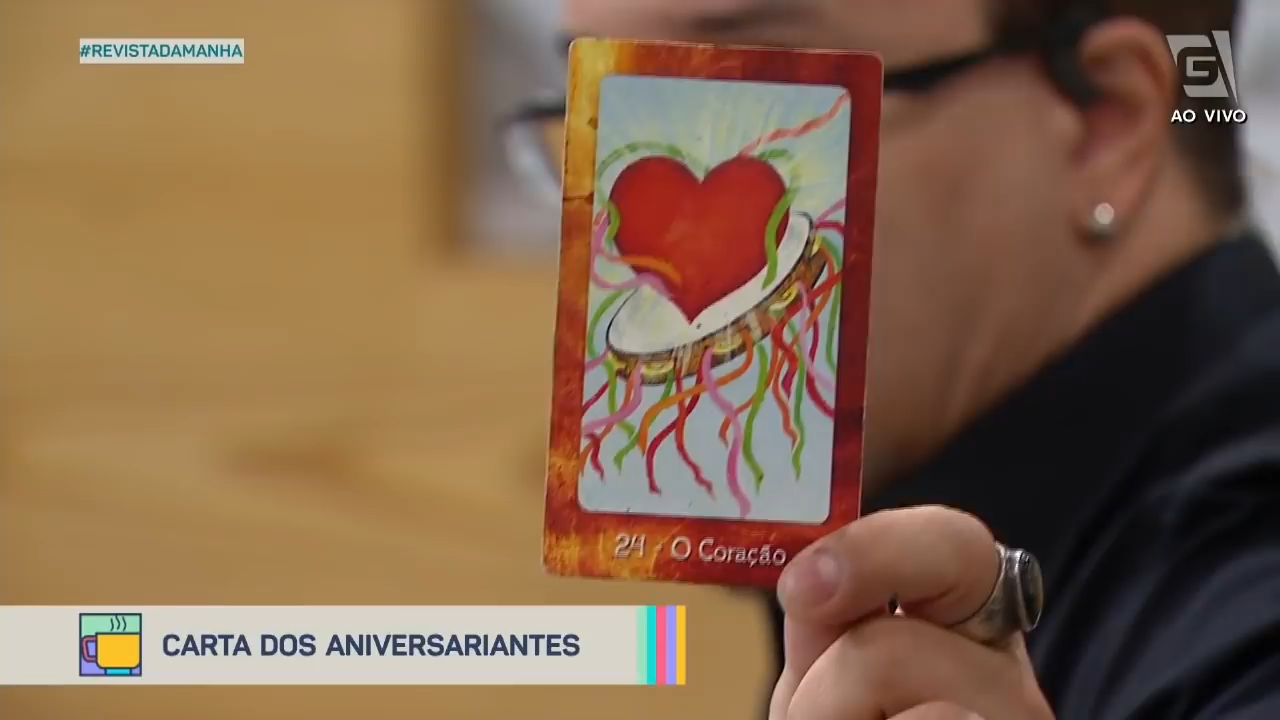 #REVISTADAMANHA
G
AO VIVO
24 - O Coração
CARTA DOS ANIVERSARIANTES